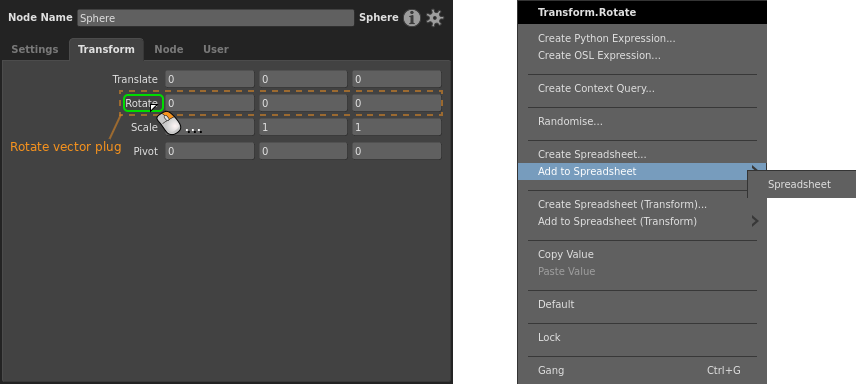 Node Name Sphere Sphere
Settings Transform Node User
Translate 0 0 0
Rotate 0 0 0
Scale ... 1 1
Rotate vector plug
Pivot 0 0 0
Transform.Rotate
Create Python Expression...
Create OSL Expression...
Create Context Query...
Randomise...
Create Spreadsheet...
Add to Spreadsheet
Spreadsheet
Create Spreadsheet (Transform)...
Add to Spreadsheet (Transform)
Copy Value
Paste Value
Default
Lock
Gang Ctrl+G